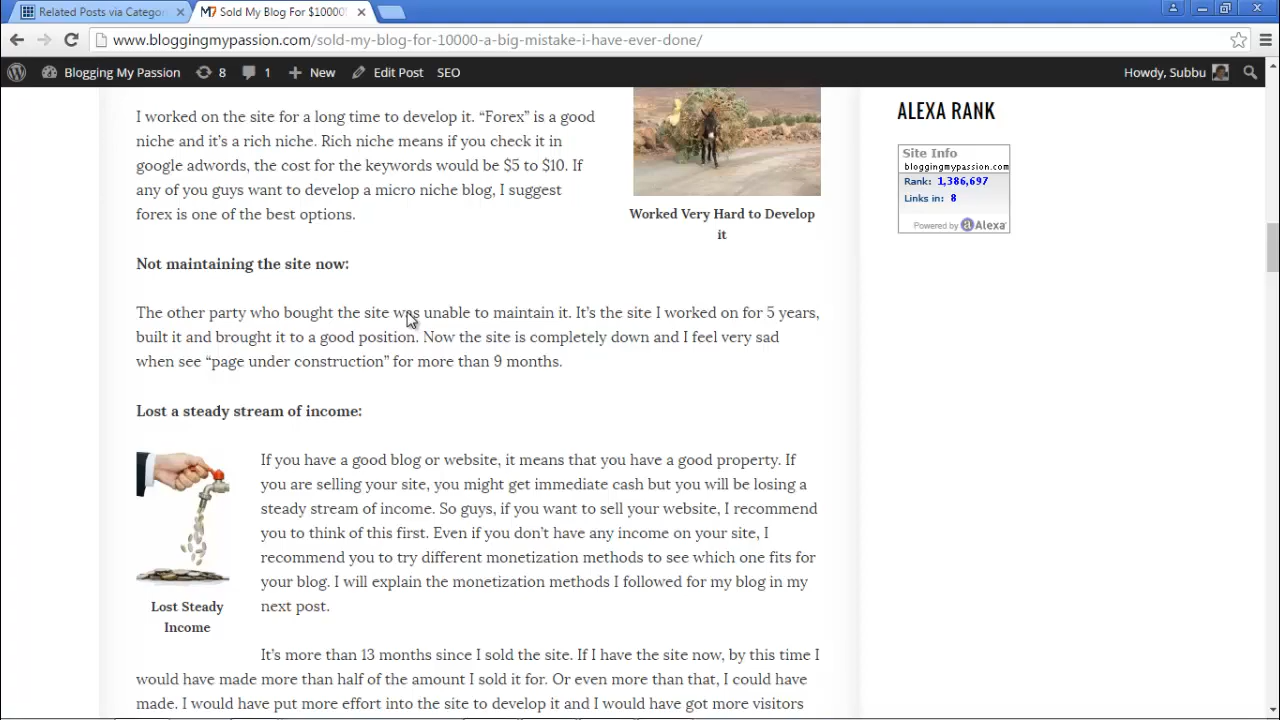 Related Posts via Categor
Sold My Blog For $10000
www.bloggingmypassion.com/sold-my-blog-for-10000-a-big-mistake-i-have-ever-done/
Blogging My Passion 8 1 New Edit Post SEO Howdy, Subbu
I worked on the site for a long time to develop it. “Forex” is a good
niche and it’s a rich niche. Rich niche means if you check it in
google adwords, the cost for the keywords would be $5 to $10. If
any of you guys want to develop a micro niche blog, I suggest
forex is one of the best options.
Worked Very Hard to Develop
it
Not maintaining the site now:
The other party who bought the site was unable to maintain it. It’s the site I worked on for 5 years,
built it and brought it to a good position. Now the site is completely down and I feel very sad
when see “page under construction” for more than 9 months.
Lost a steady stream of income:
If you have a good blog or website, it means that you have a good property. If
you are selling your site, you might get immediate cash but you will be losing a
steady stream of income. So guys, if you want to sell your website, I recommend
you to think of this first. Even if you don’t have any income on your site, I
recommend you to try different monetization methods to see which one fits for
your blog. I will explain the monetization methods I followed for my blog in my
next post.
Lost Steady
Income
It’s more than 13 months since I sold the site. If I have the site now, by this time I
would have made more than half of the amount I sold it for. Or even more than that, I could have
made. I would have put more effort into the site to develop it and I would have got more visitors
ALEXA RANK
Site Info
bloggingmypassion.com
Rank: 1,386,697
Links in: 8
Powered by Alexa